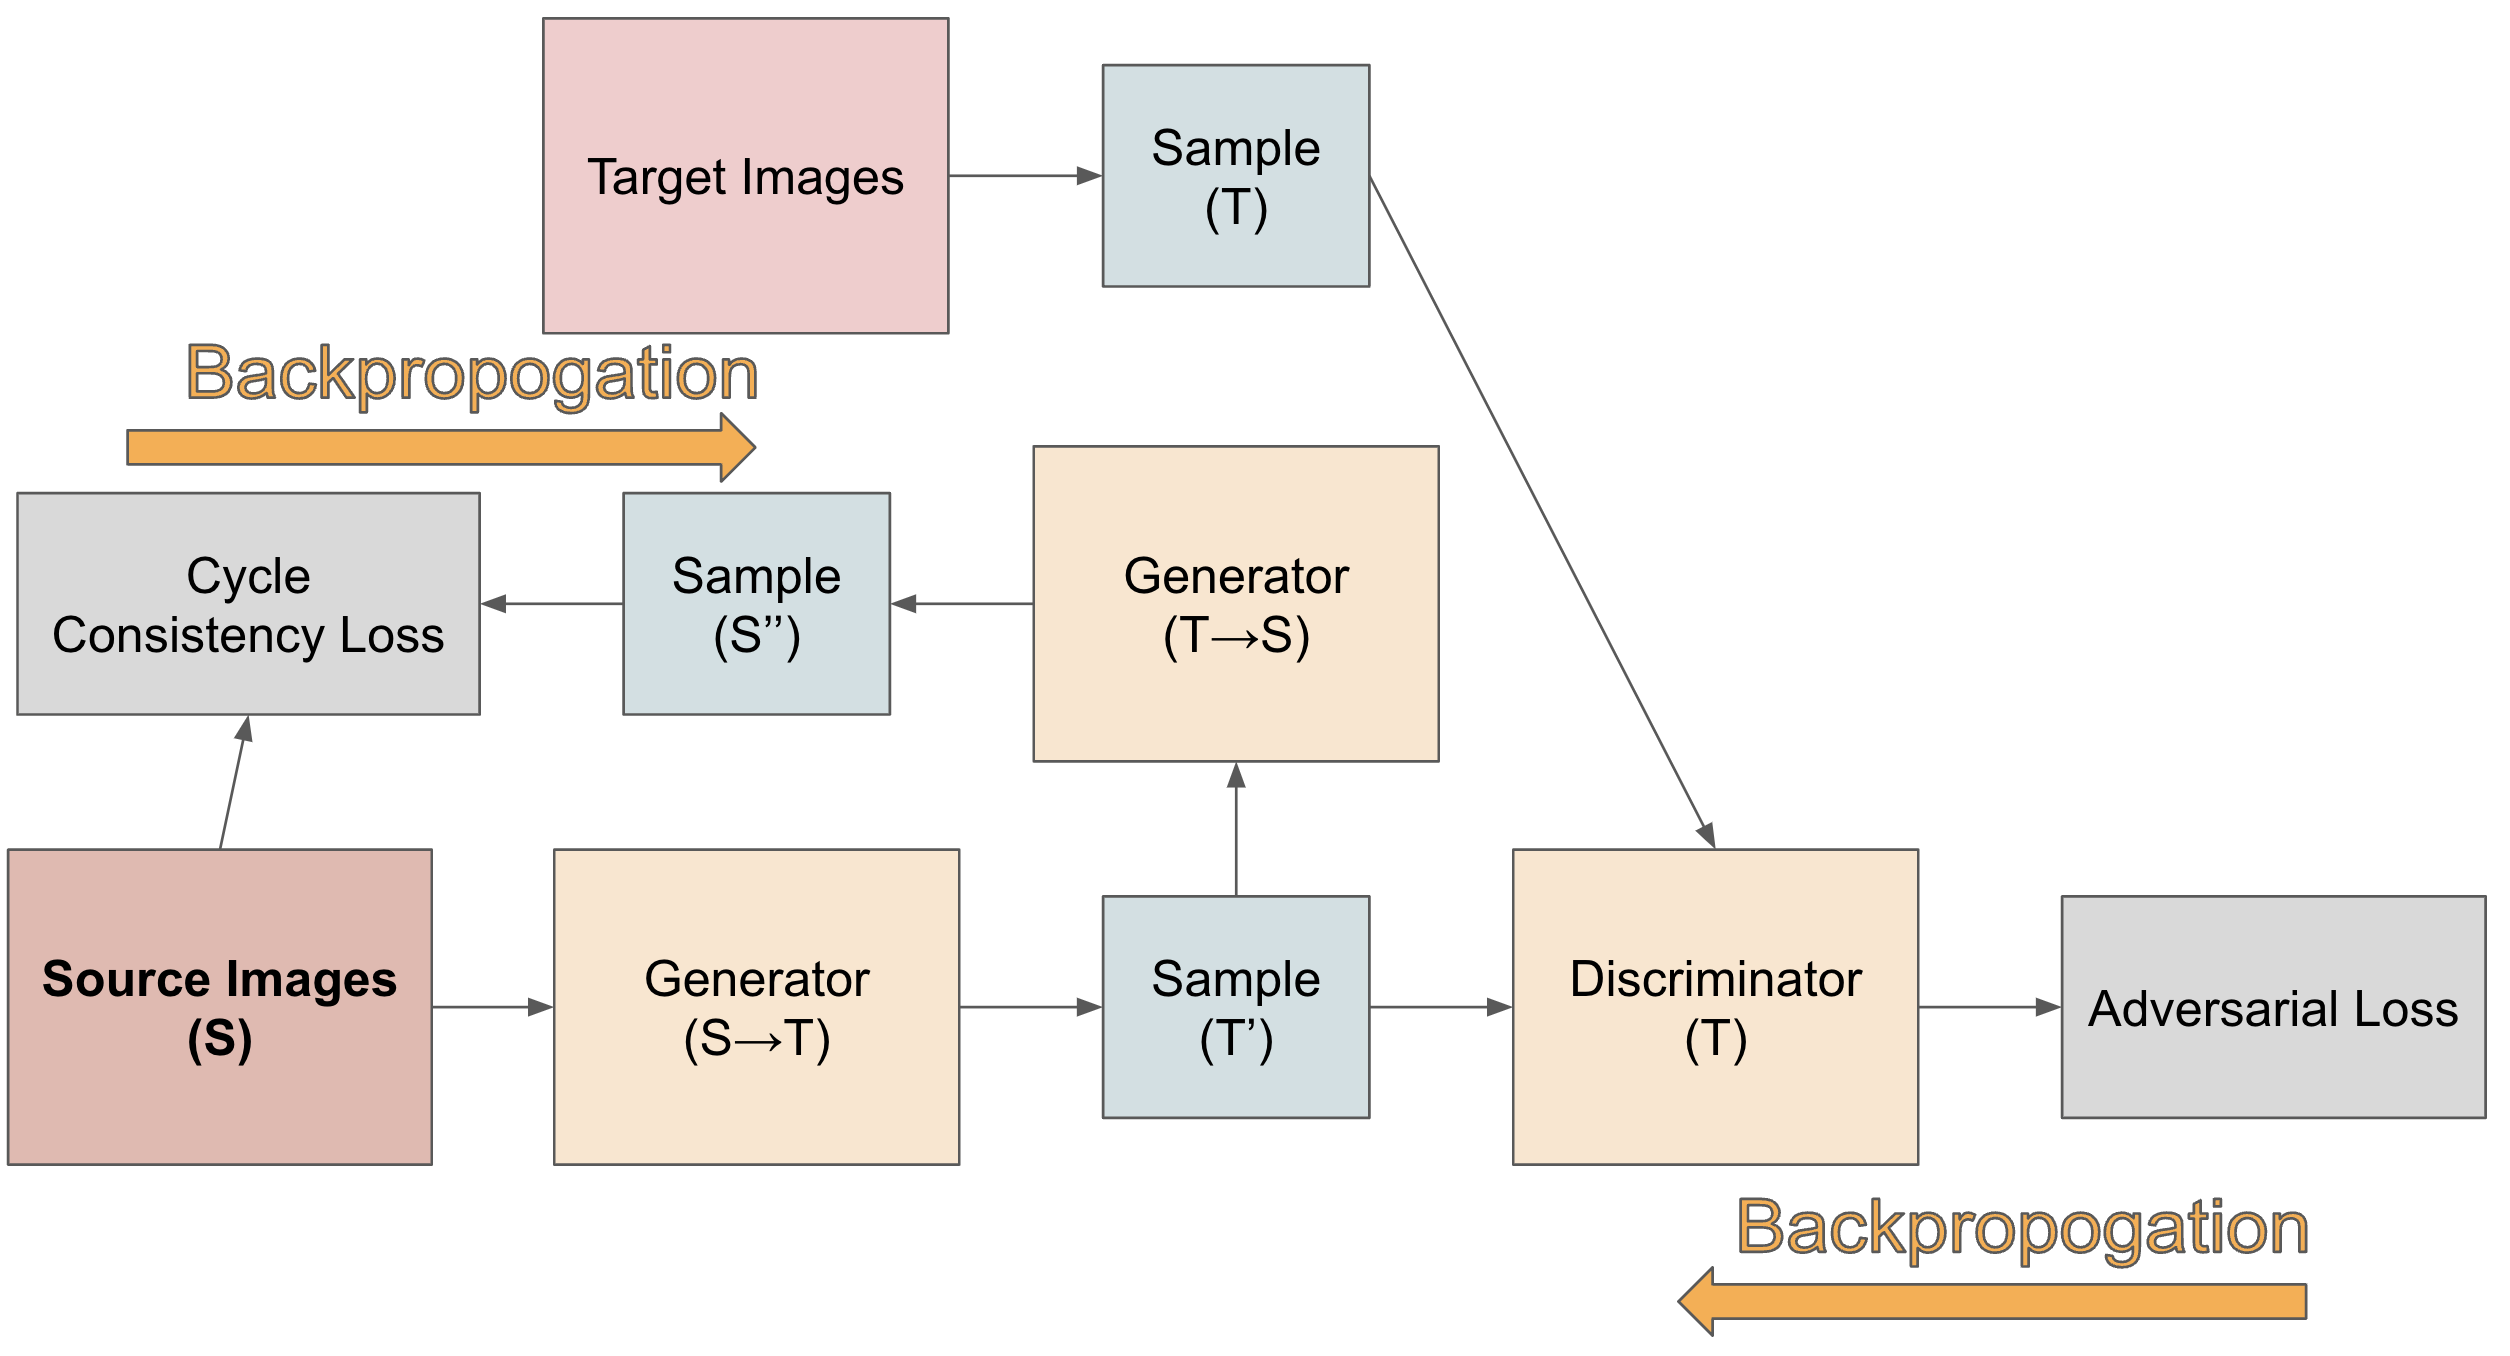 Target Images
Sample
(T)
Backpropogation
Cycle
Consistency Loss
Sample
(S’’)
Generator
(T→S)
Source Images
(S)
Generator
(S→T)
Sample
(T’)
Discriminator
(T)
Adversarial Loss
Backpropogation